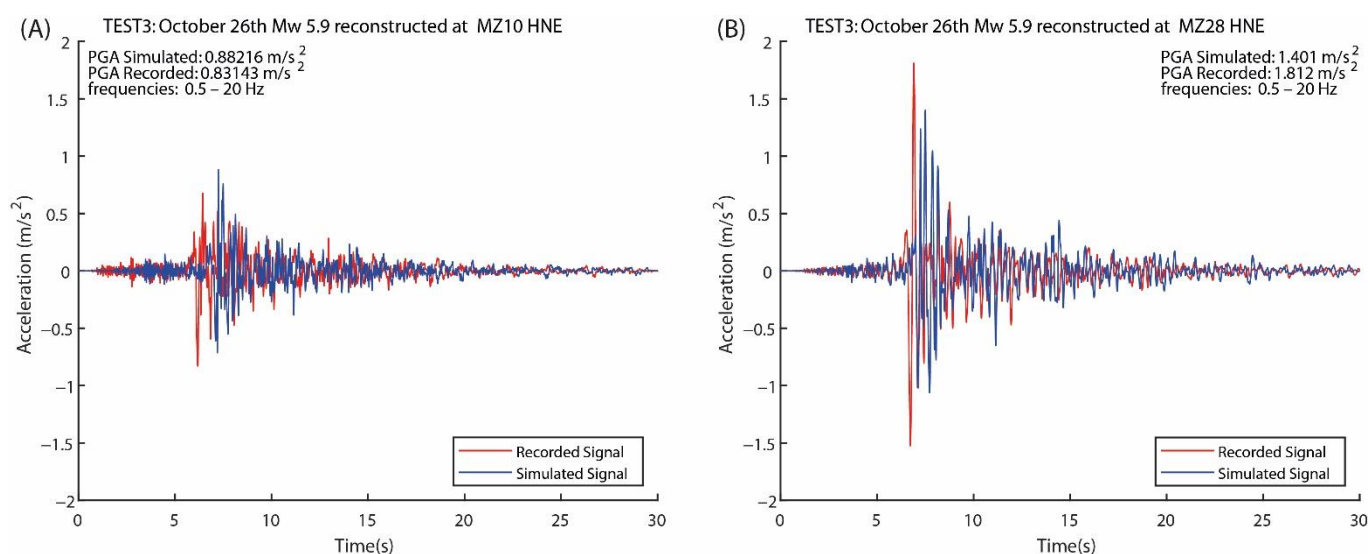 (A)
TEST3: October 26th Mw 5.9 reconstructed at MZ10 HNE
PGA Simulated: 0.88216 m/s²
PGA Recorded: 0.83143 m/s²
frequencies: 0.5 – 20 Hz
2
1.5
1
0.5
0
−0.5
−1
−1.5
−2
Acceleration (m/s²)
Recorded Signal
Simulated Signal
0 5 10 15 20 25 30
Time(s)
(B)
TEST3: October 26th Mw 5.9 reconstructed at MZ28 HNE
PGA Simulated: 1.401 m/s²
PGA Recorded: 1.812 m/s²
frequencies: 0.5 – 20 Hz
2
1.5
1
0.5
0
−0.5
−1
−1.5
−2
Acceleration (m/s²)
Recorded Signal
Simulated Signal
0 5 10 15 20 25 30
Time(s)